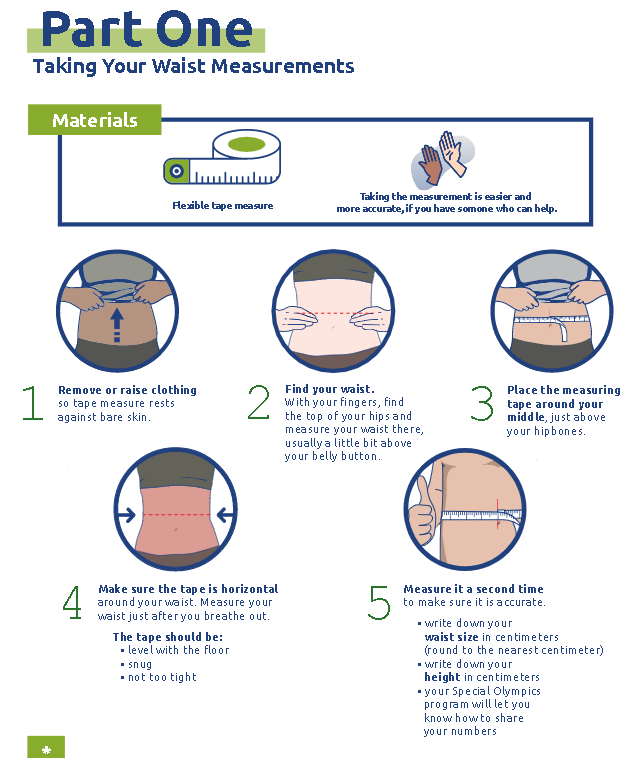 Part One
Taking Your Waist Measurements
Materials
Flexible tape measure
Taking the measurement is easier and
more accurate, if you have somone who can help.
1
Remove or raise clothing
so tape measure rests
against bare skin.
2
Find your waist.
With your fingers, find
the top of your hips and
measure your waist there,
usually a little bit above
your belly button.
3
Place the measuring
tape around your
middle, just above
your hipbones.
4
Make sure the tape is horizontal
around your waist. Measure your
waist just after you breathe out.
The tape should be:
• level with the floor
• snug
• not too tight
5
Measure it a second time
to make sure it is accurate.
• write down your
waist size in centimeters
(round to the nearest centimeter)
• write down your
height in centimeters
• your Special Olympics
program will let you
know how to share
your numbers